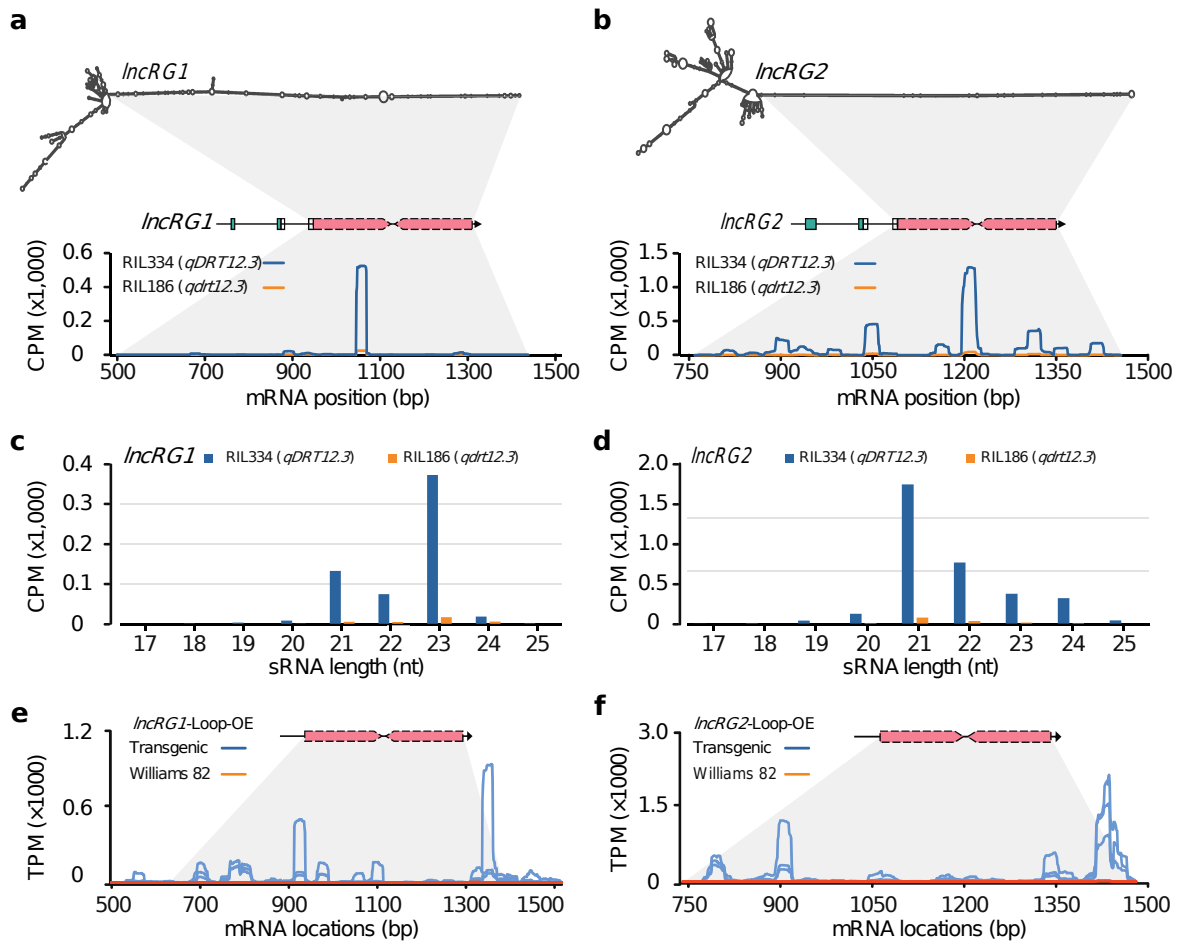 a
lncRG1
lncRG1
CPM (x1,000)
0.6
0.4
0.2
0
RIL334 (qDRT12.3)
RIL186 (qdrt12.3)
500 700 900 1100 1300 1500
mRNA position (bp)
b
lncRG2
lncRG2
CPM (x1,000)
1.5
1.0
0.5
0
RIL334 (qDRT12.3)
RIL186 (qdrt12.3)
750 900 1050 1200 1350 1500
mRNA position (bp)
c
lncRG1 RIL334 (qDRT12.3) RIL186 (qdrt12.3)
CPM (x1,000)
0.4
0.3
0.2
0.1
0
17 18 19 20 21 22 23 24 25
sRNA length (nt)
d
lncRG2 RIL334 (qDRT12.3) RIL186 (qdrt12.3)
CPM (x1,000)
2.0
1.5
1.0
0.5
0
17 18 19 20 21 22 23 24 25
sRNA length (nt)
e
lncRG1-Loop-OE
Transgenic
Williams 82
TPM (×1000)
1.2
0.6
0
500 700 900 1100 1300 1500
mRNA locations (bp)
f
lncRG2-Loop-OE
Transgenic
Williams 82
TPM (×1000)
3.0
1.5
0
750 900 1050 1200 1350 1500
mRNA locations (bp)